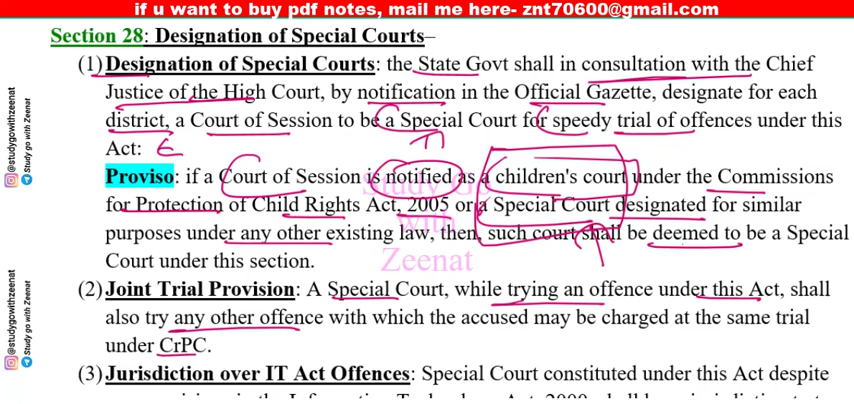 if u want to buy pdf notes, mail me here- znt70600@gmail.com
Section 28: Designation of Special Courts–
(1) Designation of Special Courts: the State Govt shall in consultation with the Chief
Justice of the High Court, by notification in the Official Gazette, designate for each
district, a Court of Session to be a Special Court for speedy trial of offences under this
Act:
Proviso: if a Court of Session is notified as a children's court under the Commissions
for Protection of Child Rights Act, 2005 or a Special Court designated for similar
purposes under any other existing law, then, such court shall be deemed to be a Special
Court under this section.
(2) Joint Trial Provision: A Special Court, while trying an offence under this Act, shall
also try any other offence with which the accused may be charged at the same trial
under CrPC.
(3) Jurisdiction over IT Act Offences: Special Court constituted under this Act despite
@studygowithzeenat
Study go with Zeenat
@studygowithzeenat
Study go with Zeenat
Study Go
with
Zeenat